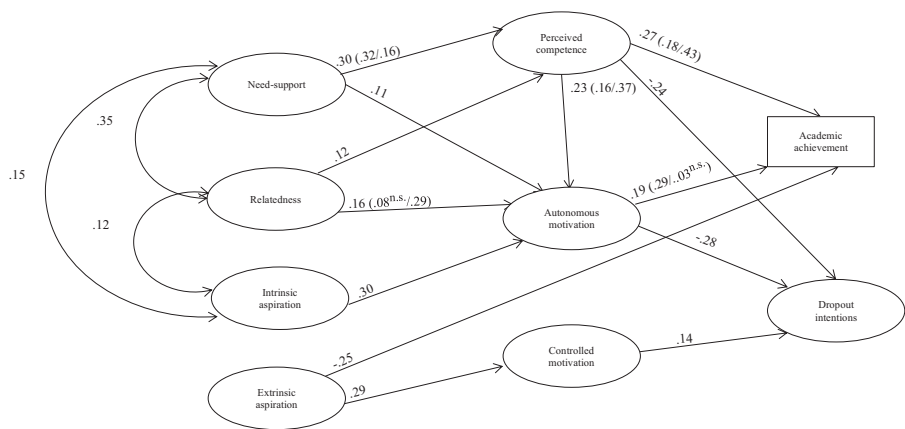 Perceived
competence
.27 (.18/.43)
.30 (.32/.16)
Need-support
-.24
.23 (.16/.37)
.11
.35
Academic
achievement
.15
.12
.19 (.29/..03n.s.)
Relatedness
.16 (.08n.s./.29)
Autonomous
motivation
.12
-.28
Intrinsic
aspiration
.30
Dropout
intentions
-.25
Controlled
motivation
.14
.29
Extrinsic
aspiration